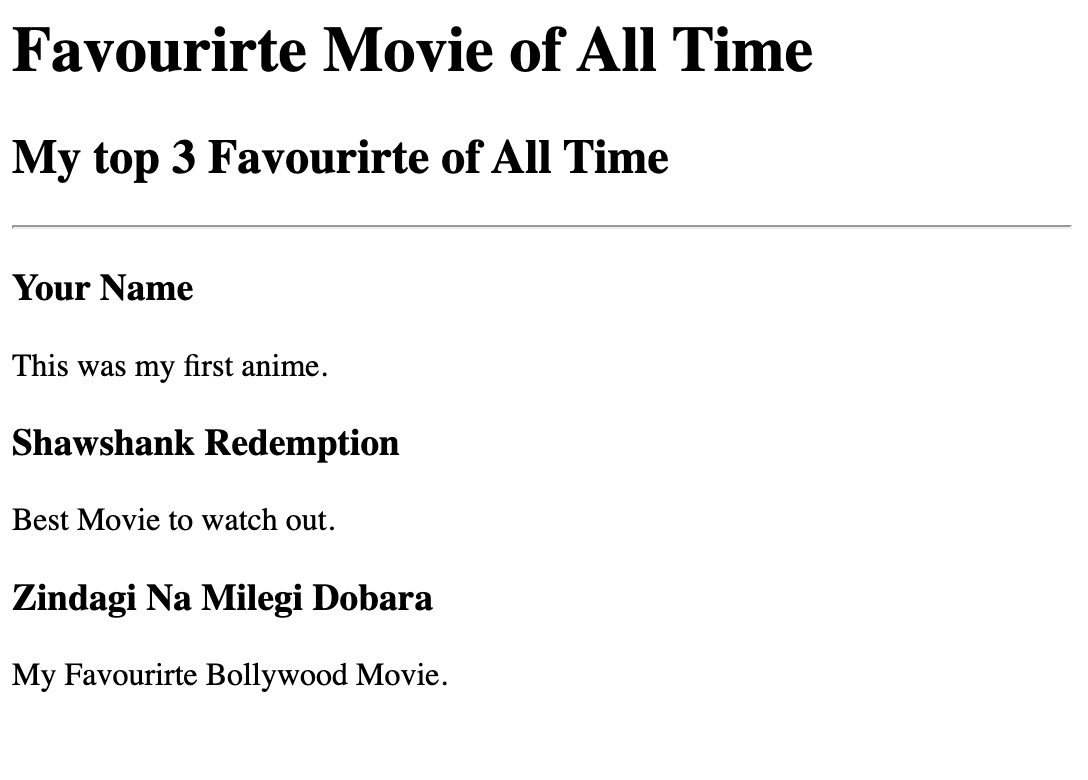 Favourirte Movie of All Time
My top 3 Favourirte of All Time
Your Name
This was my first anime.
Shawshank Redemption
Best Movie to watch out.
Zindagi Na Milegi Dobara
My Favourirte Bollywood Movie.